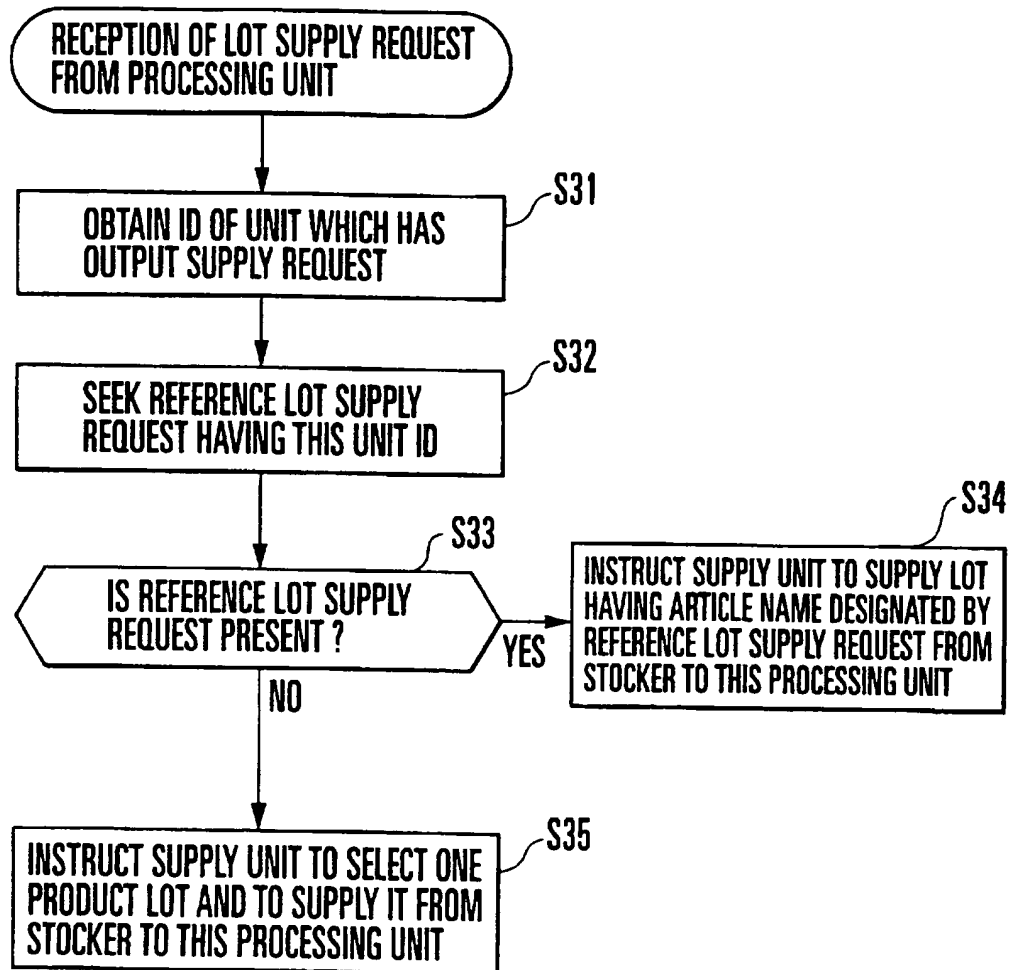 RECEPTION OF LOT SUPPLY REQUEST
FROM PROCESSING UNIT
S31
OBTAIN ID OF UNIT WHICH HAS
OUTPUT SUPPLY REQUEST
S32
SEEK REFERENCE LOT SUPPLY
REQUEST HAVING THIS UNIT ID
S33
IS REFERENCE LOT SUPPLY
REQUEST PRESENT ?
YES
NO
S34
INSTRUCT SUPPLY UNIT TO SUPPLY LOT
HAVING ARTICLE NAME DESIGNATED BY
REFERENCE LOT SUPPLY REQUEST FROM
STOCKER TO THIS PROCESSING UNIT
S35
INSTRUCT SUPPLY UNIT TO SELECT ONE
PRODUCT LOT AND TO SUPPLY IT FROM
STOCKER TO THIS PROCESSING UNIT